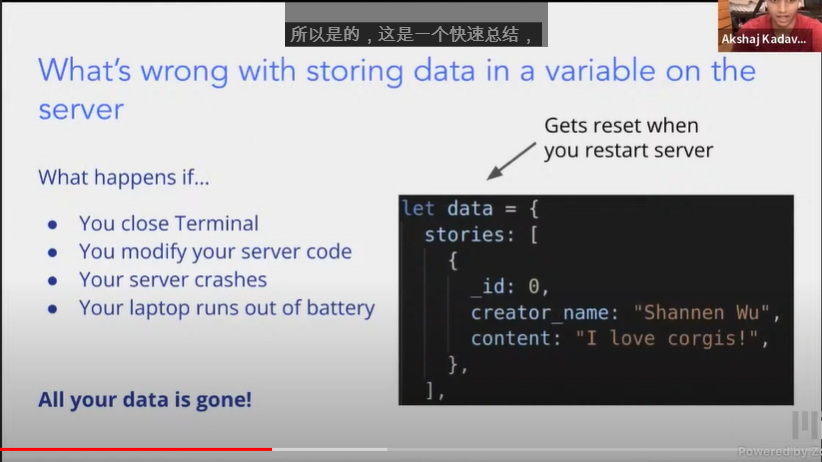 所以是的，这是一个快速总结，
Akshaj Kadav...
What's wrong with storing data in a variable on the
server
Gets reset when
you restart server
What happens if...
● You close Terminal
● You modify your server code
● Your server crashes
● Your laptop runs out of battery
All your data is gone!
let data = {
stories: [
{
_id: 0,
creator_name: "Shannen Wu",
content: "I love corgis!",
},
],
Powered by